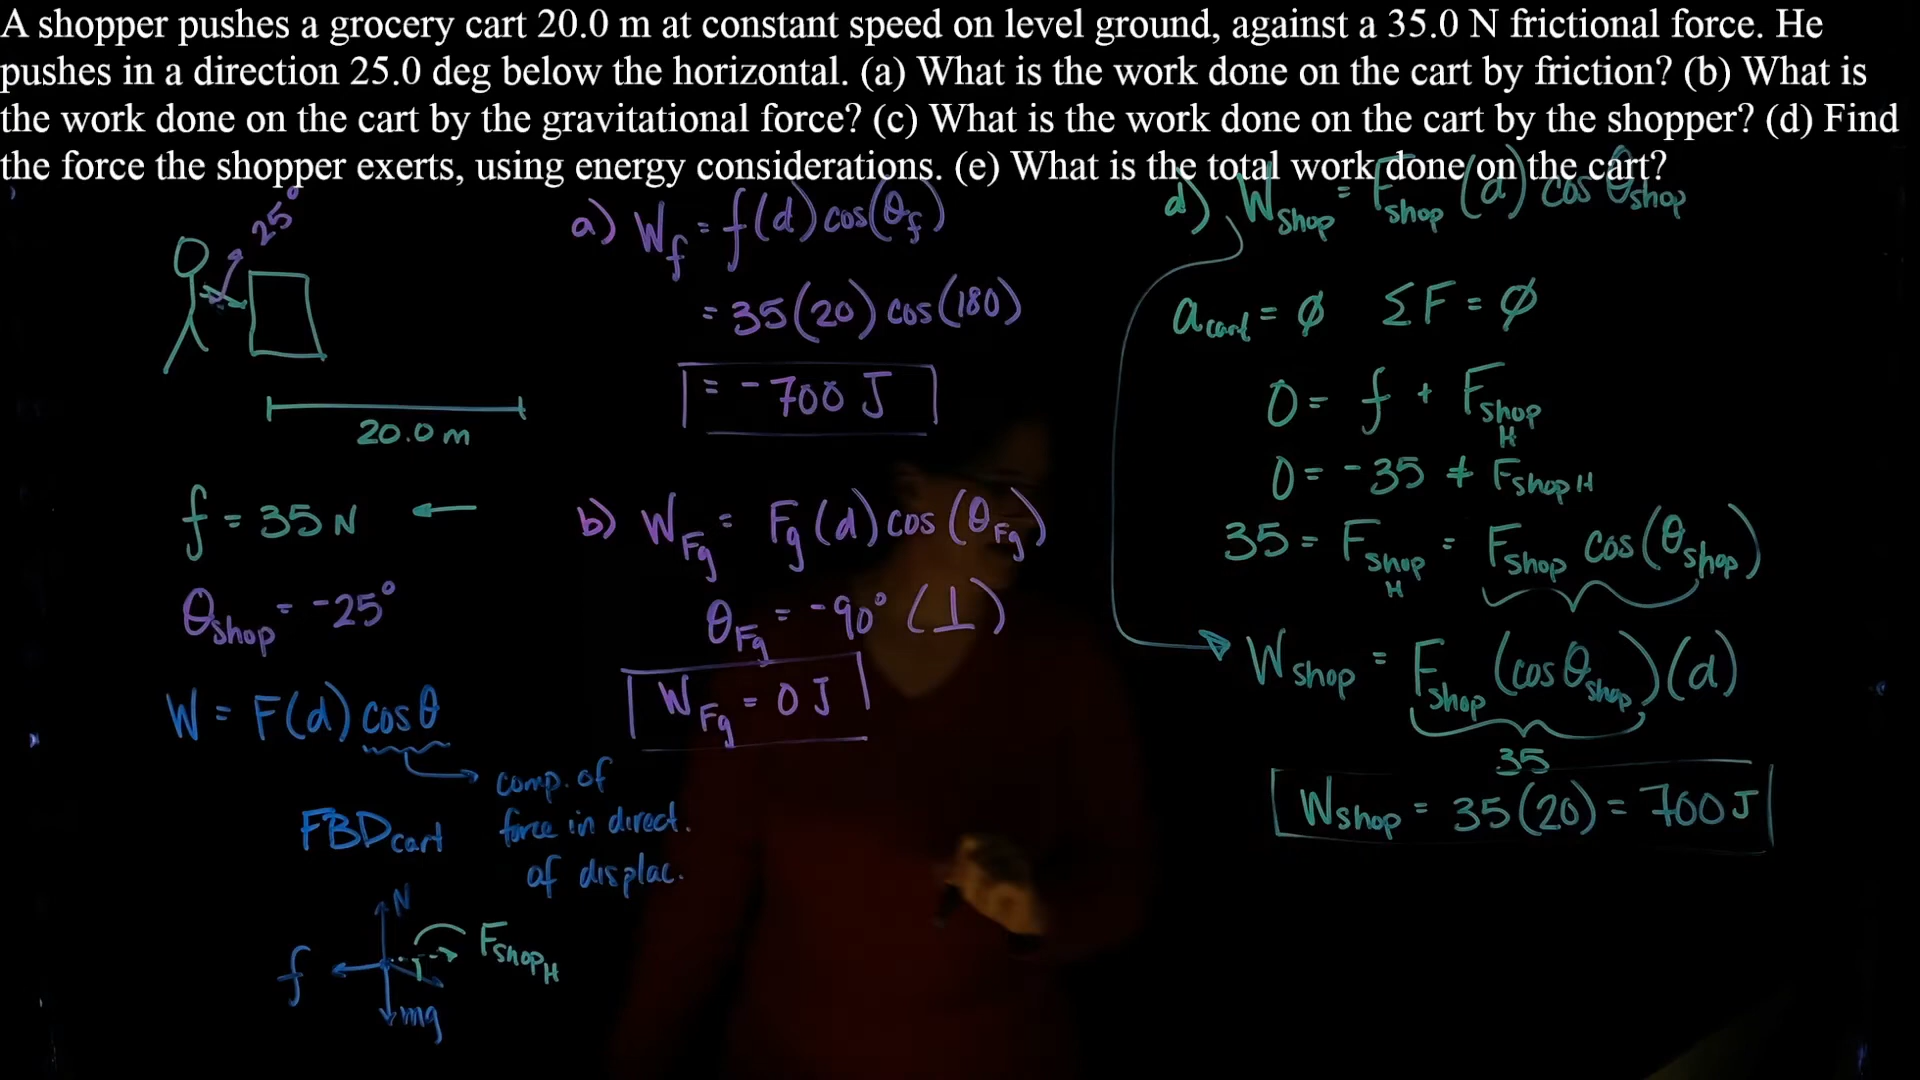 A shopper pushes a grocery cart 20.0 m at constant speed on level ground, against a 35.0 N frictional force. He
pushes in a direction 25.0 deg below the horizontal. (a) What is the work done on the cart by friction? (b) What is
the work done on the cart by the gravitational force? (c) What is the work done on the cart by the shopper? (d) Find
the force the shopper exerts, using energy considerations. (e) What is the total work done on the cart?
25°
20.0 m
f = 35 N ←
θshop = -25°
W = F(d) cosθ
comp. of
force in direct.
of displac.
FBDcart
N
f
FshopH
mg
a) Wf = f(d) cos(θf)
= 35(20) cos(180)
= -700 J
b) WFg = Fg(d) cos(θFg)
θFg = -90° (⊥)
WFg = 0 J
d) Wshop = Fshop (d) cos θshop
acart = ∅ ΣF = ∅
0 = f + FshopH
0 = -35 + FshopH
35 = FshopH = Fshop cos(θshop)
Wshop = Fshop (cosθshop)(d)
35
Wshop = 35(20) = 700 J